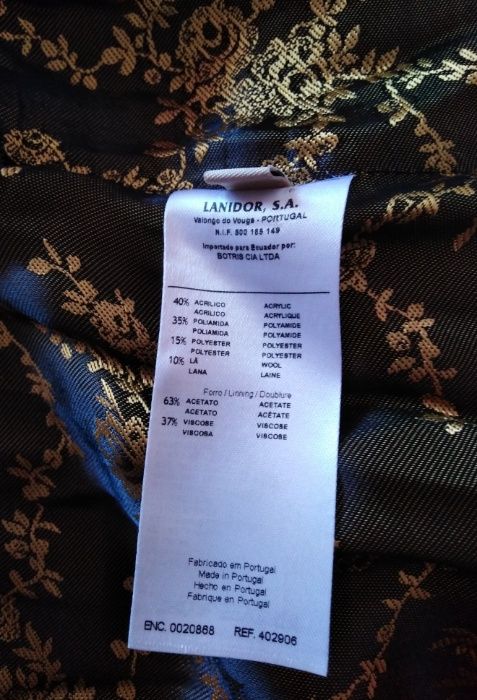 LANIDOR, S.A.
Valongo do Vouga - PORTUGAL
N.I.F. 500 165 149
Importado para Ecuador por:
BOTRIS CIA LTDA
40% ACRILICO ACRYLIC
ACRILICO ACRYLIQUE
35% POLIAMIDA POLYAMIDE
POLIAMIDA POLYAMIDE
15% POLYESTER POLYESTER
POLYESTER POLYESTER
10% LÃ WOOL
LANA LAINE
Forro / Linning / Doublure
63% ACETATO ACETATE
ACETATO ACÉTATE
37% VISCOSE VISCOSE
VISCOSA VISCOSE
Fabricado em Portugal
Made in Portugal
Hecho en Portugal
Fabrique en Portugal
ENC. 0020868 REF. 402906